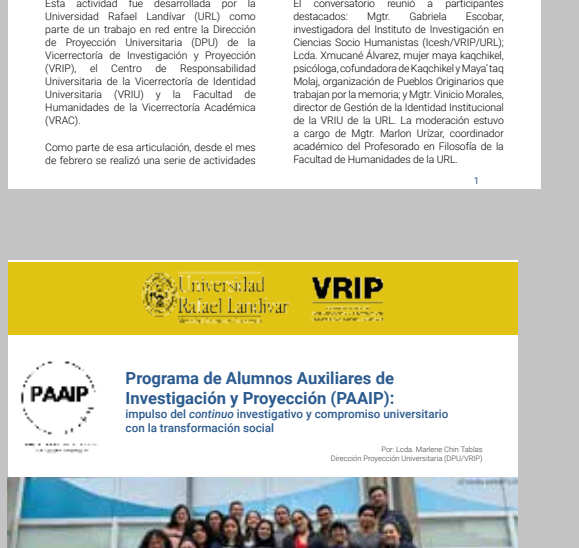 Esta actividad fue desarrollada por la
Universidad Rafael Landívar (URL) como
parte de un trabajo en red entre la Dirección
de Proyección Universitaria (DPU) de la
Vicerrectoría de Investigación y Proyección
(VRIP), el Centro de Responsabilidad
Universitaria de la Vicerrectoría de Identidad
Universitaria (VRIU) y la Facultad de
Humanidades de la Vicerrectoría Académica
(VRAC).
Como parte de esa articulación, desde el mes
de febrero se realizó una serie de actividades
El conversatorio reunió a participantes
destacados: Mgtr. Gabriela Escobar,
investigadora del Instituto de Investigación en
Ciencias Socio Humanistas (Icesh/VRIP/URL);
Lcda. Xmucané Álvarez, mujer maya kaqchikel,
psicóloga, cofundadora de Kaqchikel y Maya' taq
Molaj, organización de Pueblos Originarios que
trabajan por la memoria; y Mgtr. Vinicio Morales,
director de Gestión de la Identidad Institucional
de la VRIU de la URL. La moderación estuvo
a cargo de Mgtr. Marlon Urízar, coordinador
académico del Profesorado en Filosofía de la
Facultad de Humanidades de la URL.
1
Universidad
Rafael Landívar
VRIP
PAAIP
Programa de Alumnos Auxiliares de
Investigación y Proyección (PAAIP):
impulso del continuo investigativo y compromiso universitario
con la transformación social
Por: Lcda. Marlene Chin Tablas
Dirección Proyección Universitaria (DPU/VRIP)